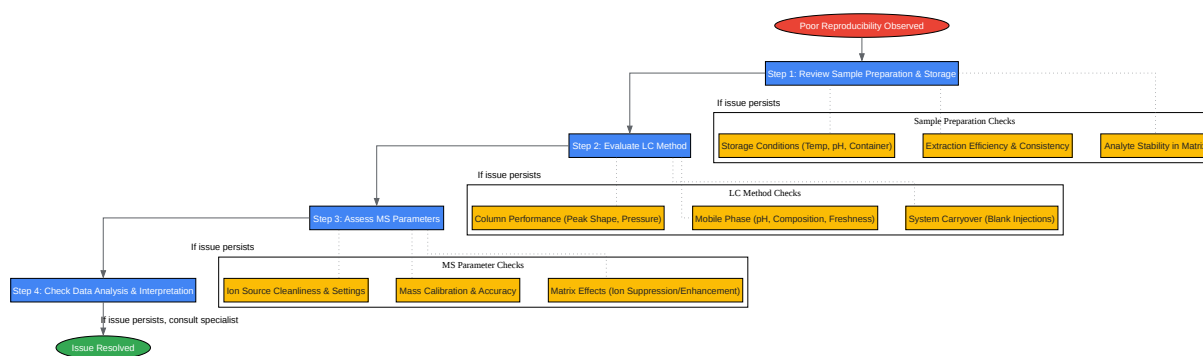 Poor Reproducibility Observed
Step 1: Review Sample Preparation & Storage
If issue persists
Sample Preparation Checks
Storage Conditions (Temp, pH, Container)
Extraction Efficiency & Consistency
Analyte Stability in Matrix
Step 2: Evaluate LC Method
If issue persists
LC Method Checks
Column Performance (Peak Shape, Pressure)
Mobile Phase (pH, Composition, Freshness)
System Carryover (Blank Injections)
Step 3: Assess MS Parameters
If issue persists
MS Parameter Checks
Ion Source Cleanliness & Settings
Mass Calibration & Accuracy
Matrix Effects (Ion Suppression/Enhancement)
Step 4: Check Data Analysis & Interpretation
If issue persists, consult specialist
Issue Resolved